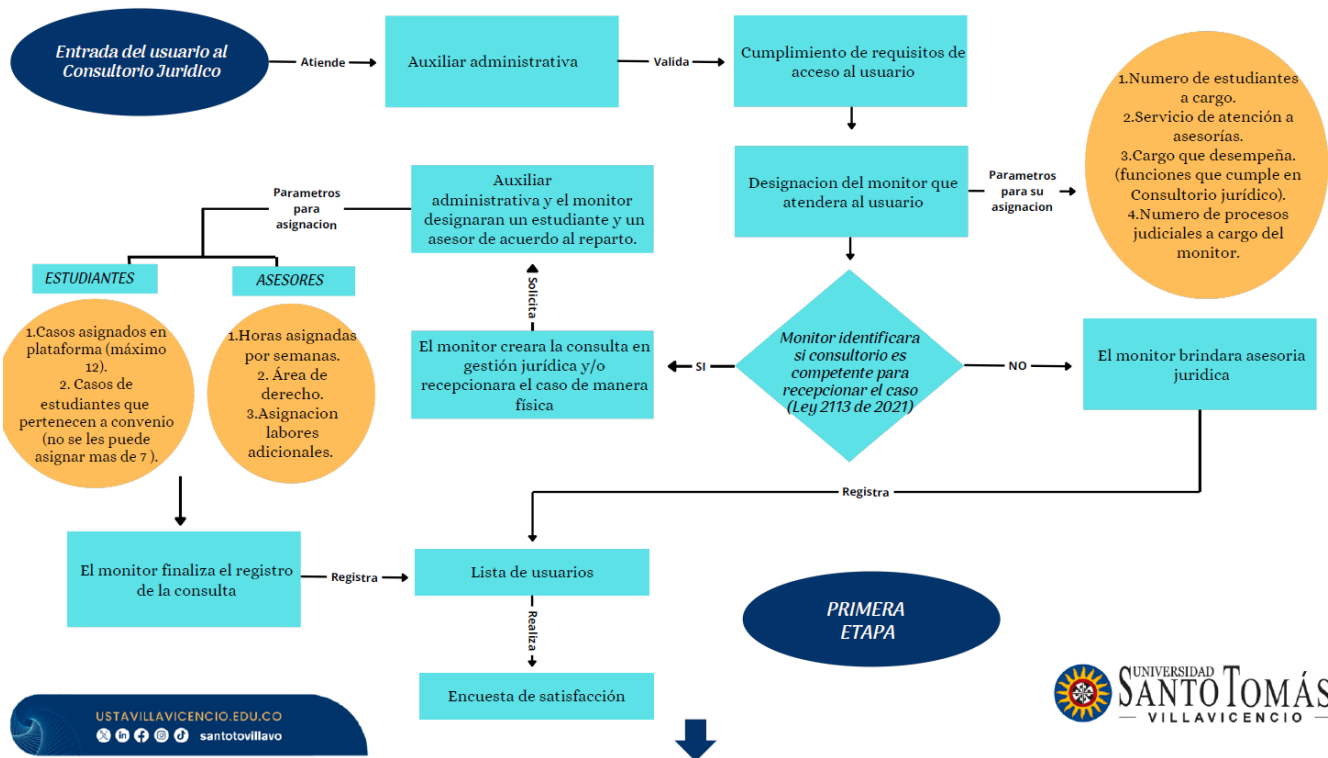 Entrada del usuario al
Consultorio Juridico
Atiende
Auxiliar administrativa
Valida
Cumplimiento de requisitos de
acceso al usuario
1.Numero de estudiantes
a cargo.
2.Servicio de atención a
asesorías.
3.Cargo que desempeña.
(funciones que cumple en
Consultorio jurídico).
4.Numero de procesos
judiciales a cargo del
monitor.
Designacion del monitor que
atendera al usuario
Parametros
para su
asignacion
Auxiliar
administrativa y el monitor
designaran un estudiante y un
asesor de acuerdo al reparto.
Parametros
para
asignacion
ESTUDIANTES
ASESORES
Solicita
1.Casos asignados en
plataforma (máximo
12).
2. Casos de
estudiantes que
pertenecen a convenio
(no se les puede
asignar mas de 7 ).
1.Horas asignadas
por semanas.
2. Área de
derecho.
3.Asignacion
labores
adicionales.
El monitor creara la consulta en
gestión jurídica y/o
recepcionara el caso de manera
física
SI
Monitor identificara
si consultorio es
competente para
recepcionar el caso
(Ley 2113 de 2021)
NO
El monitor brindara asesoria
juridica
Registra
El monitor finaliza el registro
de la consulta
Registra
Lista de usuarios
Realiza
Encuesta de satisfacción
PRIMERA
ETAPA
USTAVILLAVICENCIO.EDU.CO
santotovillavo
UNIVERSIDAD
SANTO TOMÁS
VILLAVICENCIO